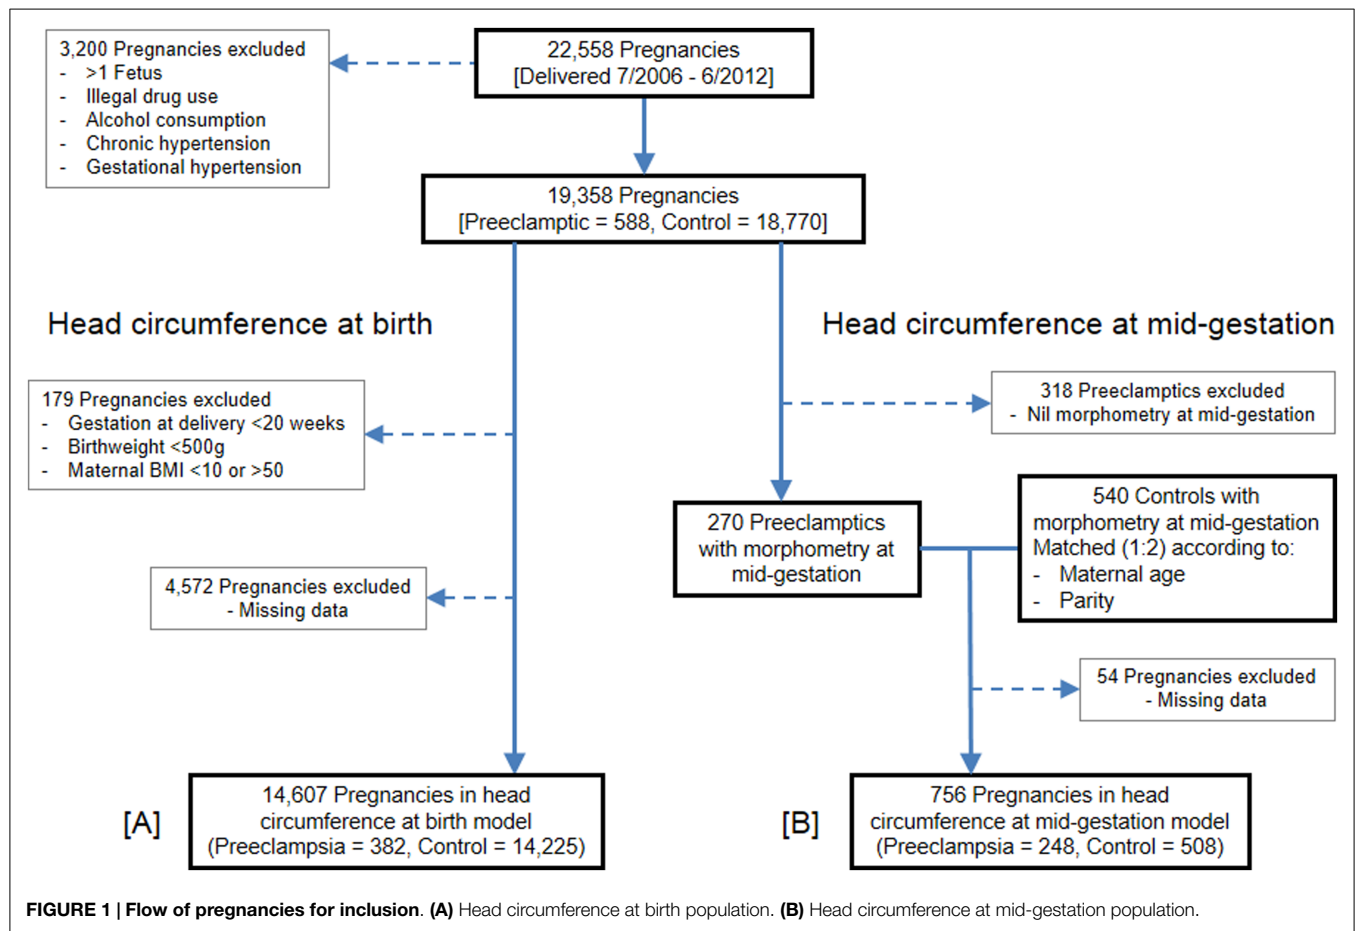 3,200 Pregnancies excluded
- >1 Fetus
- Illegal drug use
- Alcohol consumption
- Chronic hypertension
- Gestational hypertension
22,558 Pregnancies
[Delivered 7/2006 - 6/2012]
19,358 Pregnancies
[Preeclamptic = 588, Control = 18,770]
Head circumference at birth
Head circumference at mid-gestation
179 Pregnancies excluded
- Gestation at delivery <20 weeks
- Birthweight <500g
- Maternal BMI <10 or >50
318 Preeclamptics excluded
- Nil morphometry at mid-gestation
270 Preeclamptics
with morphometry at
mid-gestation
540 Controls with
morphometry at mid-gestation
Matched (1:2) according to:
- Maternal age
- Parity
4,572 Pregnancies excluded
- Missing data
54 Pregnancies excluded
- Missing data
[A]
14,607 Pregnancies in head
circumference at birth model
(Preeclampsia = 382, Control = 14,225)
[B]
756 Pregnancies in head
circumference at mid-gestation model
(Preeclampsia = 248, Control = 508)
FIGURE 1 | Flow of pregnancies for inclusion. (A) Head circumference at birth population. (B) Head circumference at mid-gestation population.